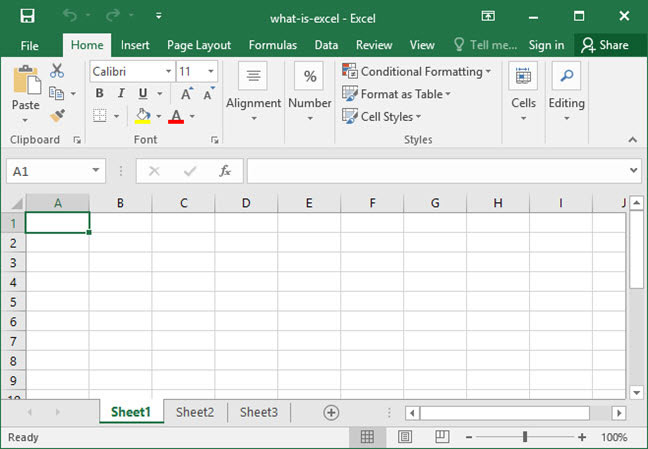 what-is-excel - Excel
File Home Insert Page Layout Formulas Data Review View Tell me... Sign in Share
Paste
Clipboard
Calibri 11
B I U A A
A
Font
Alignment
%
Number
Conditional Formatting
Format as Table
Cell Styles
Styles
Cells
Editing
A1 fx
A B C D E F G H I J
1
2
3
4
5
6
7
8
9
10
Sheet1 Sheet2 Sheet3
Ready 100%